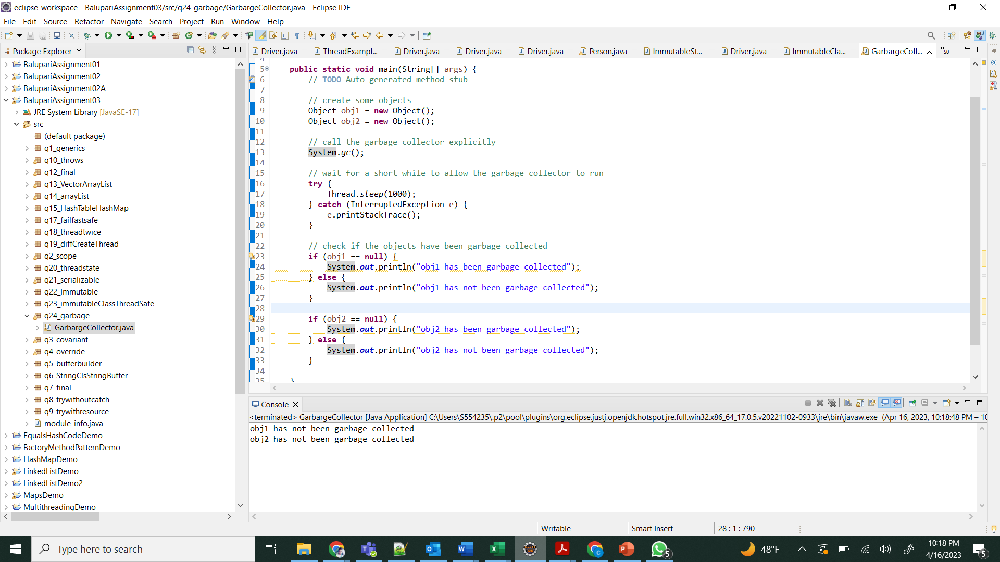 eclipse-workspace - BalupariAssignment03/src/q24_garbage/GarbargeCollector.java - Eclipse IDE
File Edit Source Refactor Navigate Search Project Run Window Help
Package Explorer
BalupariAssignment01
BalupariAssignment02
BalupariAssignment02A
BalupariAssignment03
JRE System Library [JavaSE-17]
src
(default package)
q1_generics
q10_throws
q12_final
q13_VectorArrayList
q14_arrayList
q15_HashTableHashMap
q17_failfastsafe
q18_threadtwice
q19_diffCreateThread
q2_scope
q20_threadstate
q21_serializable
q22_Immutable
q23_immutableClassThreadSafe
q24_garbage
GarbargeCollector.java
q3_covariant
q4_override
q5_bufferbuilder
q6_StringClsStringBuffer
q7_final
q8_trywithoutcatch
q9_trywithresource
module-info.java
EqualsHashCodeDemo
FactoryMethodPatternDemo
HashMapDemo
LinkedListDemo
LinkedListDemo2
MapsDemo
MultithreadingDemo
Driver.java ThreadExampl... Driver.java Driver.java Driver.java Person.java ImmutableSt... Driver.java ImmutableCla... GarbargeColl... »50
4
5 public static void main(String[] args) {
6 // TODO Auto-generated method stub
7
8 // create some objects
9 Object obj1 = new Object();
10 Object obj2 = new Object();
11
12 // call the garbage collector explicitly
13 System.gc();
14
15 // wait for a short while to allow the garbage collector to run
16 try {
17 Thread.sleep(1000);
18 } catch (InterruptedException e) {
19 e.printStackTrace();
20 }
21
22 // check if the objects have been garbage collected
23 if (obj1 == null) {
24 System.out.println("obj1 has been garbage collected");
25 } else {
26 System.out.println("obj1 has not been garbage collected");
27 }
28
29 if (obj2 == null) {
30 System.out.println("obj2 has been garbage collected");
31 } else {
32 System.out.println("obj2 has not been garbage collected");
33 }
34
35 }
Console
<terminated> GarbargeCollector [Java Application] C:\Users\S554235\.p2\pool\plugins\org.eclipse.justj.openjdk.hotspot.jre.full.win32.x86_64_17.0.5.v20221102-0933\jre\bin\javaw.exe (Apr 16, 2023, 10:18:48 PM – 10
obj1 has not been garbage collected
obj2 has not been garbage collected
Writable Smart Insert 28 : 1 : 790
Type here to search
5
48°F
10:18 PM
4/16/2023
5